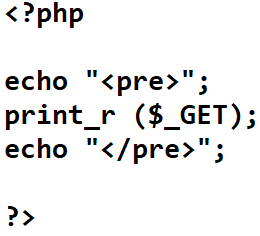 <?php
echo "<pre>";
print_r ($_GET);
echo "</pre>";
?>